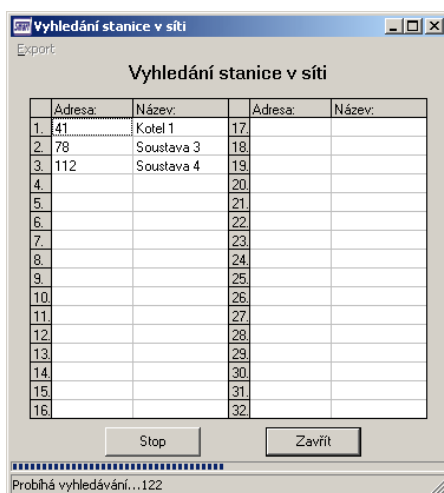 Vyhledání stanice v síti
Export
Vyhledání stanice v síti
Adresa: Název: Adresa: Název:
1. 41 Kotel 1 17.
2. 78 Soustava 3 18.
3. 112 Soustava 4 19.
4. 20.
5. 21.
6. 22.
7. 23.
8. 24.
9. 25.
10. 26.
11. 27.
12. 28.
13. 29.
14. 30.
15. 31.
16. 32.
Stop Zavřít
Probíhá vyhledávání...122